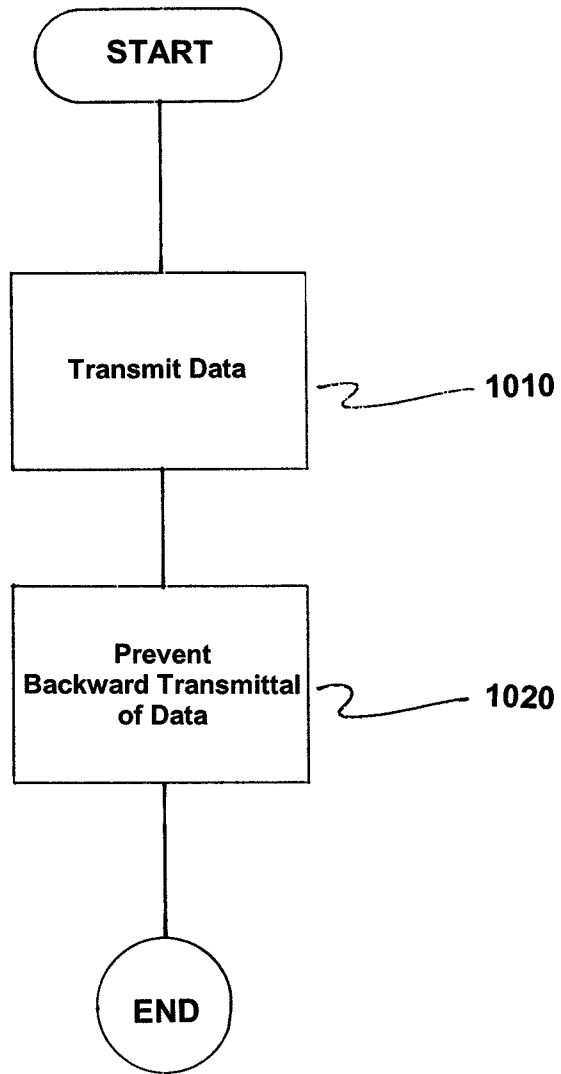 START
Transmit Data
1010
Prevent
Backward Transmittal
of Data
1020
END